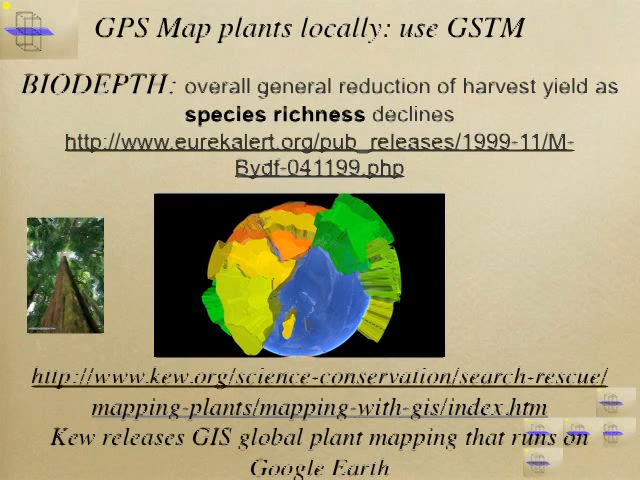 GPS Map plants locally: use GSTM
BIODEPTH: overall general reduction of harvest yield as
species richness declines
http://www.eurekalert.org/pub_releases/1999-11/M-
Bydf-041199.php
http://www.kew.org/science-conservation/search-rescue/
mapping-plants/mapping-with-gis/index.htm
Kew releases GIS global plant mapping that runs on
Google Earth